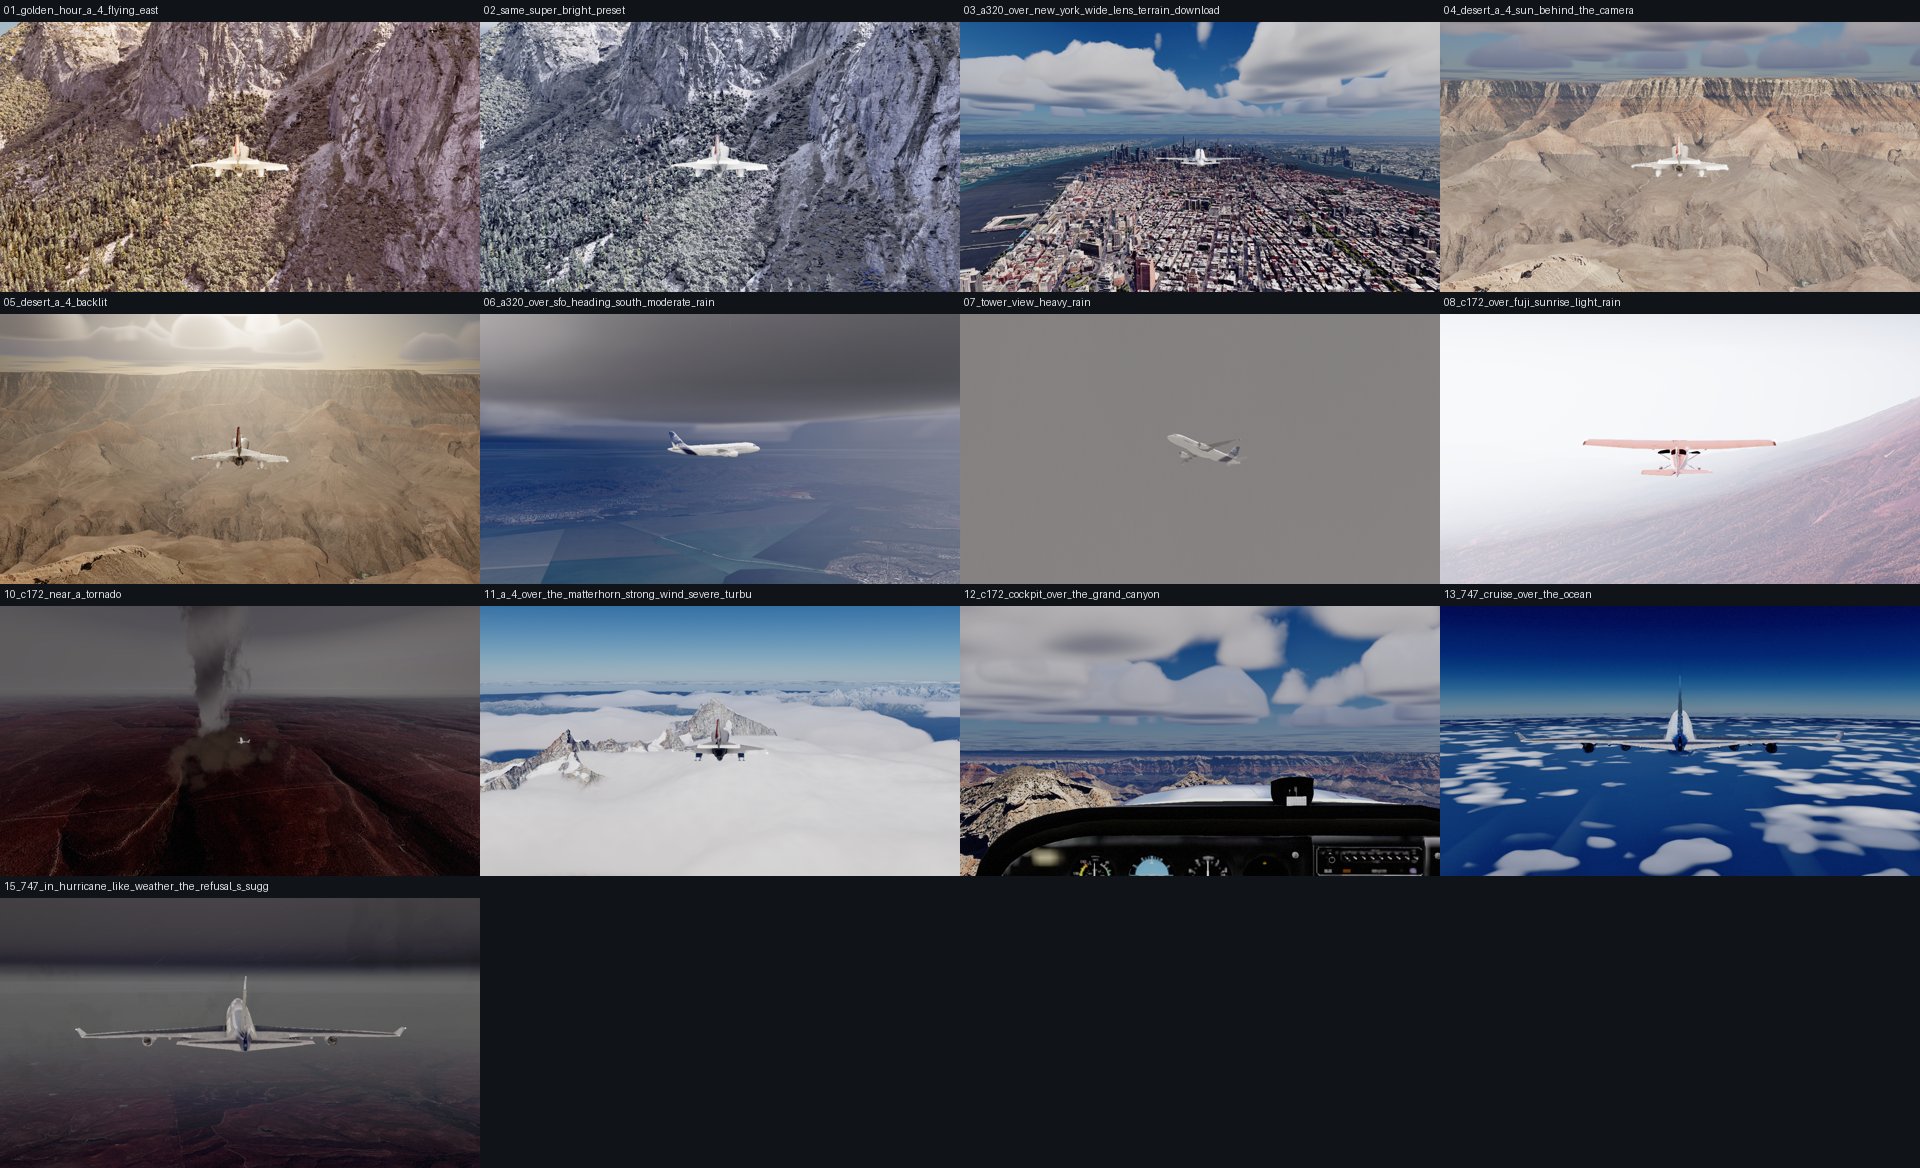 01_golden_hour_a_4_flying_east
02_same_super_bright_preset
03_a320_over_new_york_wide_lens_terrain_download
04_desert_a_4_sun_behind_the_camera
05_desert_a_4_backlit
06_a320_over_sfo_heading_south_moderate_rain
07_tower_view_heavy_rain
08_c172_over_fuji_sunrise_light_rain
10_c172_near_a_tornado
11_a_4_over_the_matterhorn_strong_wind_severe_turbu
12_c172_cockpit_over_the_grand_canyon
13_747_cruise_over_the_ocean
15_747_in_hurricane_like_weather_the_refusal_s_sugg